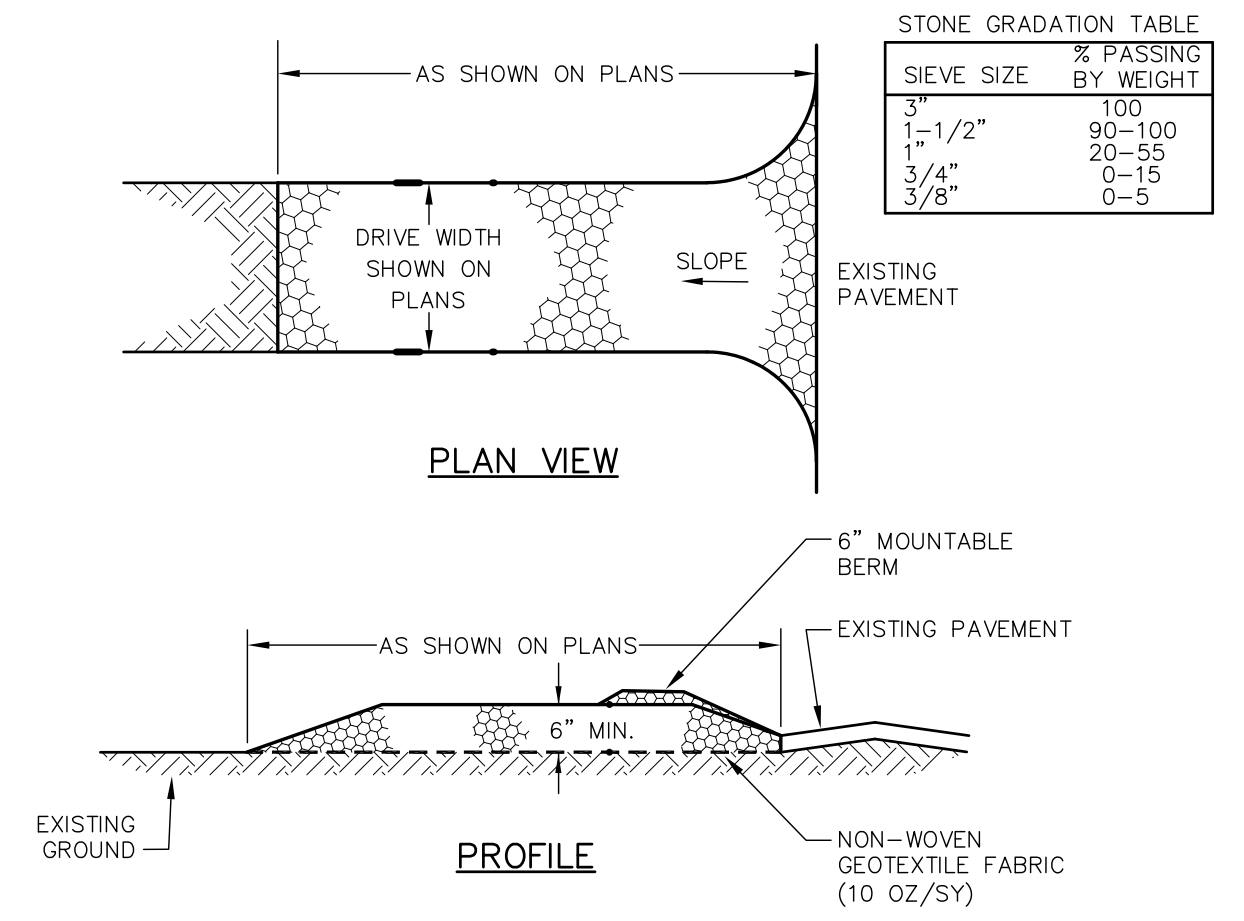 STONE GRADATION TABLE
SIEVE SIZE
% PASSING
BY WEIGHT
3” 100
1-1/2” 90-100
1” 20-55
3/4” 0-15
3/8” 0-5
AS SHOWN ON PLANS
DRIVE WIDTH
SHOWN ON
PLANS
SLOPE
EXISTING
PAVEMENT
PLAN VIEW
6” MOUNTABLE
BERM
EXISTING PAVEMENT
AS SHOWN ON PLANS
6” MIN.
EXISTING
GROUND
PROFILE
NON-WOVEN
GEOTEXTILE FABRIC
(10 OZ/SY)